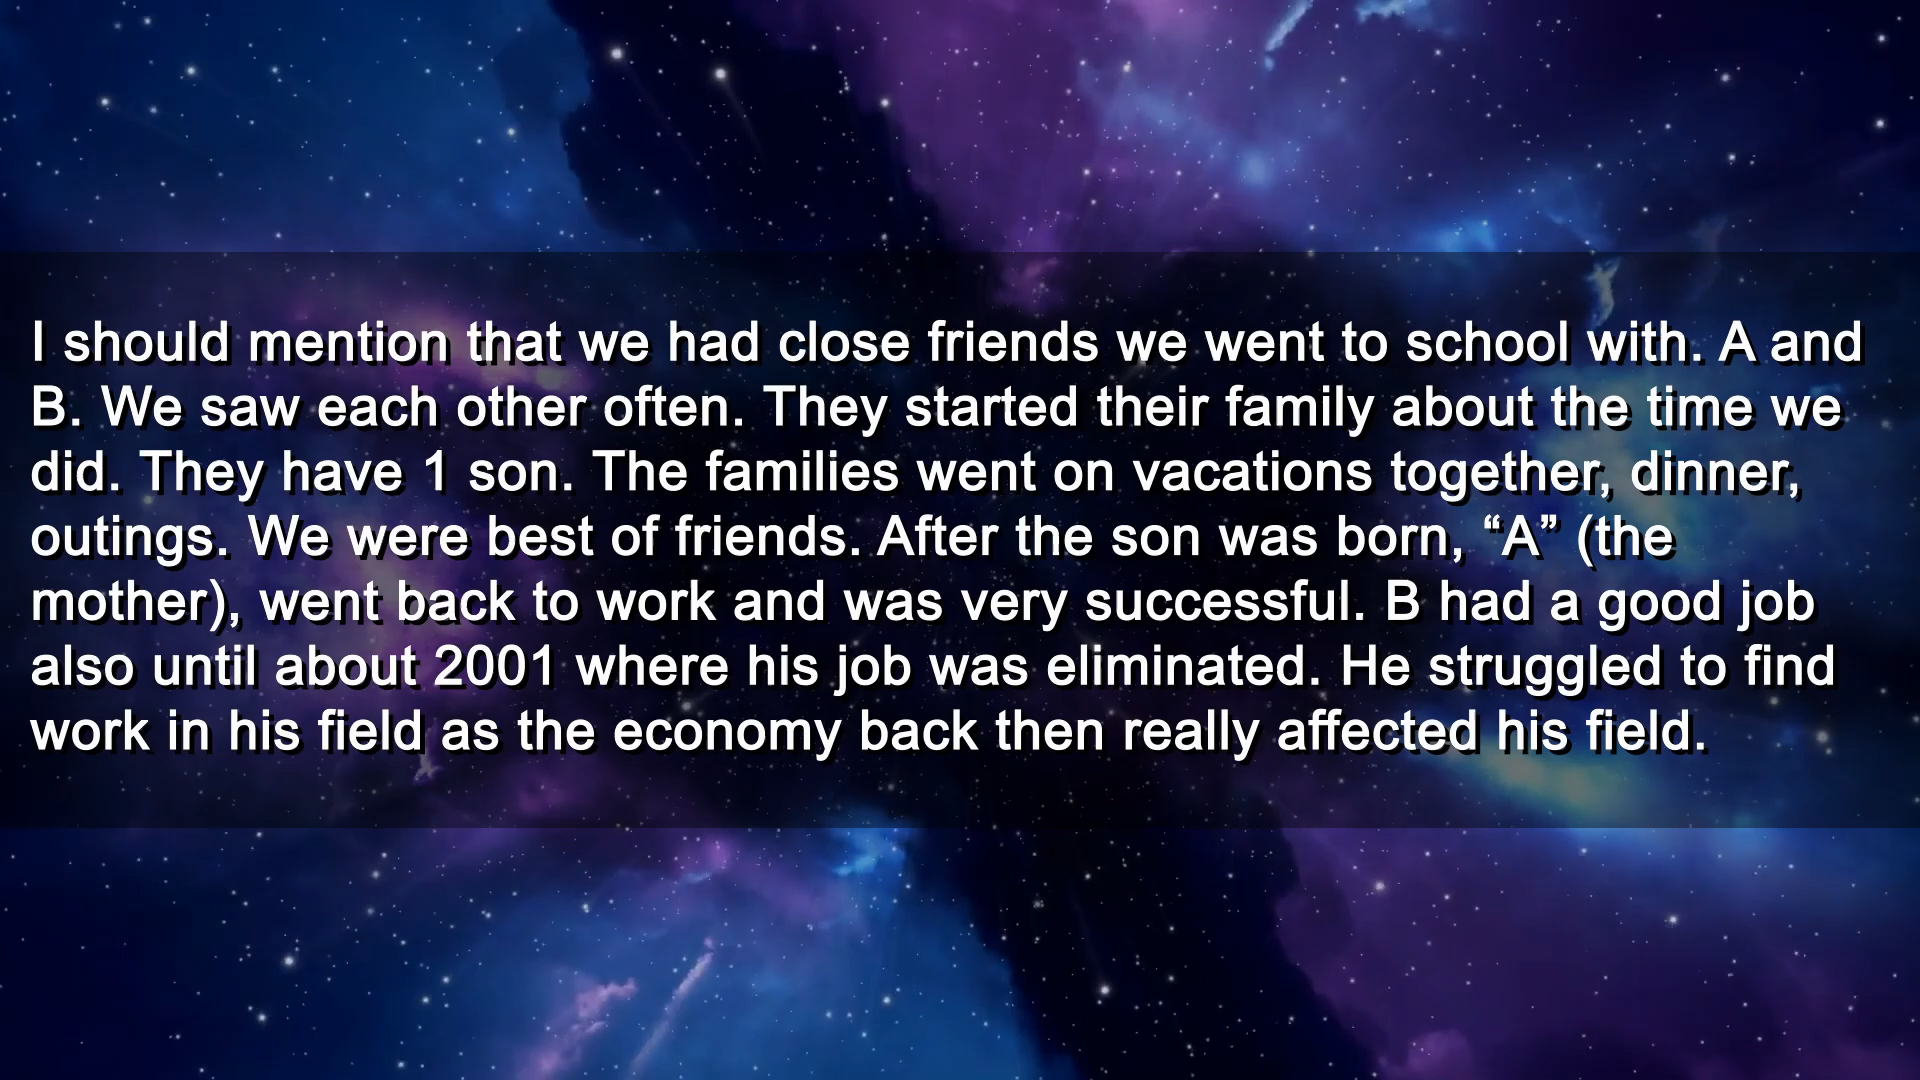 I should mention that we had close friends we went to school with. A and
B. We saw each other often. They started their family about the time we
did. They have 1 son. The families went on vacations together, dinner,
outings. We were best of friends. After the son was born, “A” (the
mother), went back to work and was very successful. B had a good job
also until about 2001 where his job was eliminated. He struggled to find
work in his field as the economy back then really affected his field.